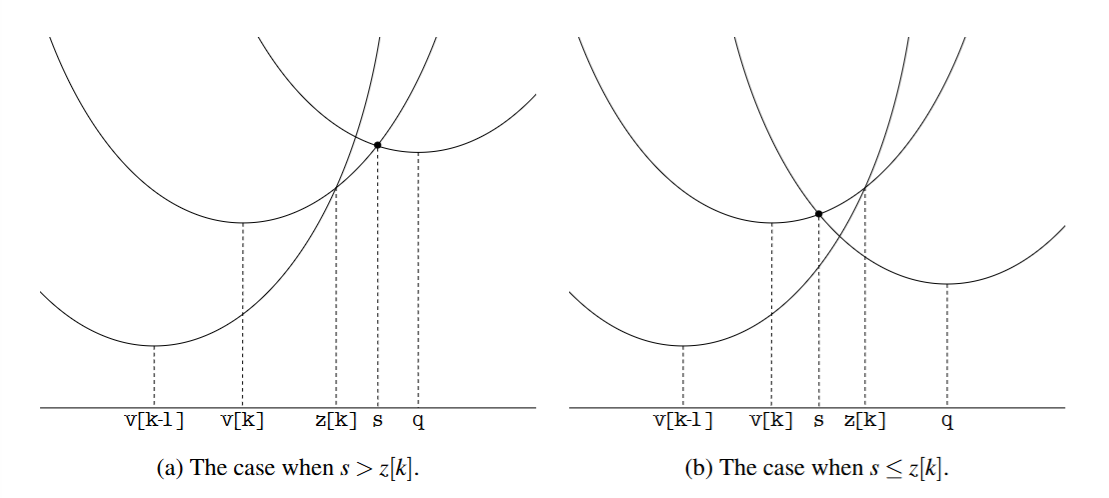 v[k-1] v[k] z[k] s q
v[k-1] v[k] s z[k] q
(a) The case when s > z[k].
(b) The case when s ≤ z[k].